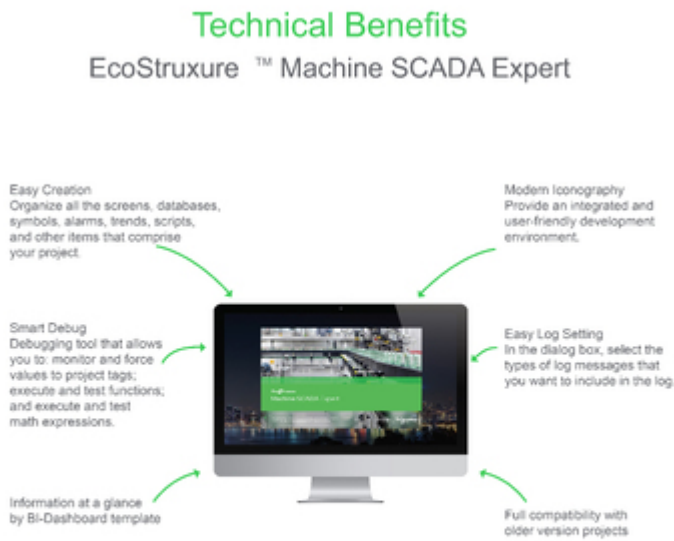 Technical Benefits
EcoStruxure ™ Machine SCADA Expert
Easy Creation
Organize all the screens, databases,
symbols, alarms, trends, scripts,
and other items that comprise
your project.
Modern Iconography
Provide an integrated and
user-friendly development
environment.
Smart Debug
Debugging tool that allows
you to: monitor and force
values to project tags;
execute and test functions;
and execute and test
math expressions.
Easy Log Setting
In the dialog box, select the
types of log messages that
you want to include in the log
Machine SCADA Expert
Information at a glance
by BI-Dashboard template
Full compatibility with
older version projects